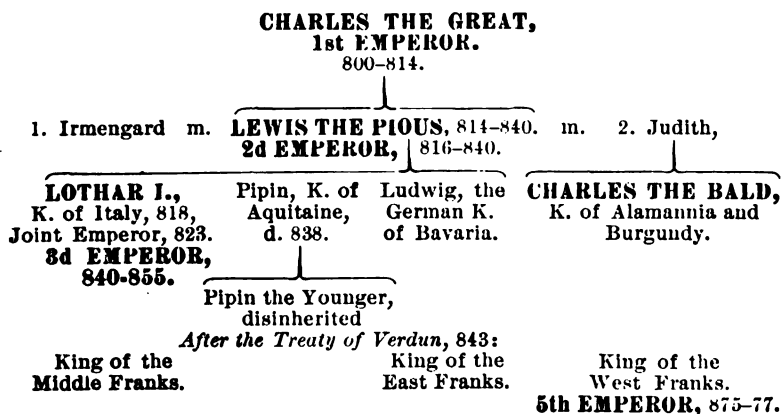 CHARLES THE GREAT,
1st EMPEROR.
800–814.
1. Irmengard m. LEWIS THE PIOUS, 814–840. m. 2. Judith,
2d EMPEROR, 816–840.
LOTHAR I., Pipin, K. of Ludwig, the CHARLES THE BALD,
K. of Italy, 818, Aquitaine, German K. K. of Alamannia and
Joint Emperor, 823. d. 838. of Bavaria. Burgundy.
3d EMPEROR,
840-855.
Pipin the Younger,
disinherited
After the Treaty of Verdun, 843:
King of the King of the King of the
Middle Franks. East Franks. West Franks.
5th EMPEROR, 875–77.